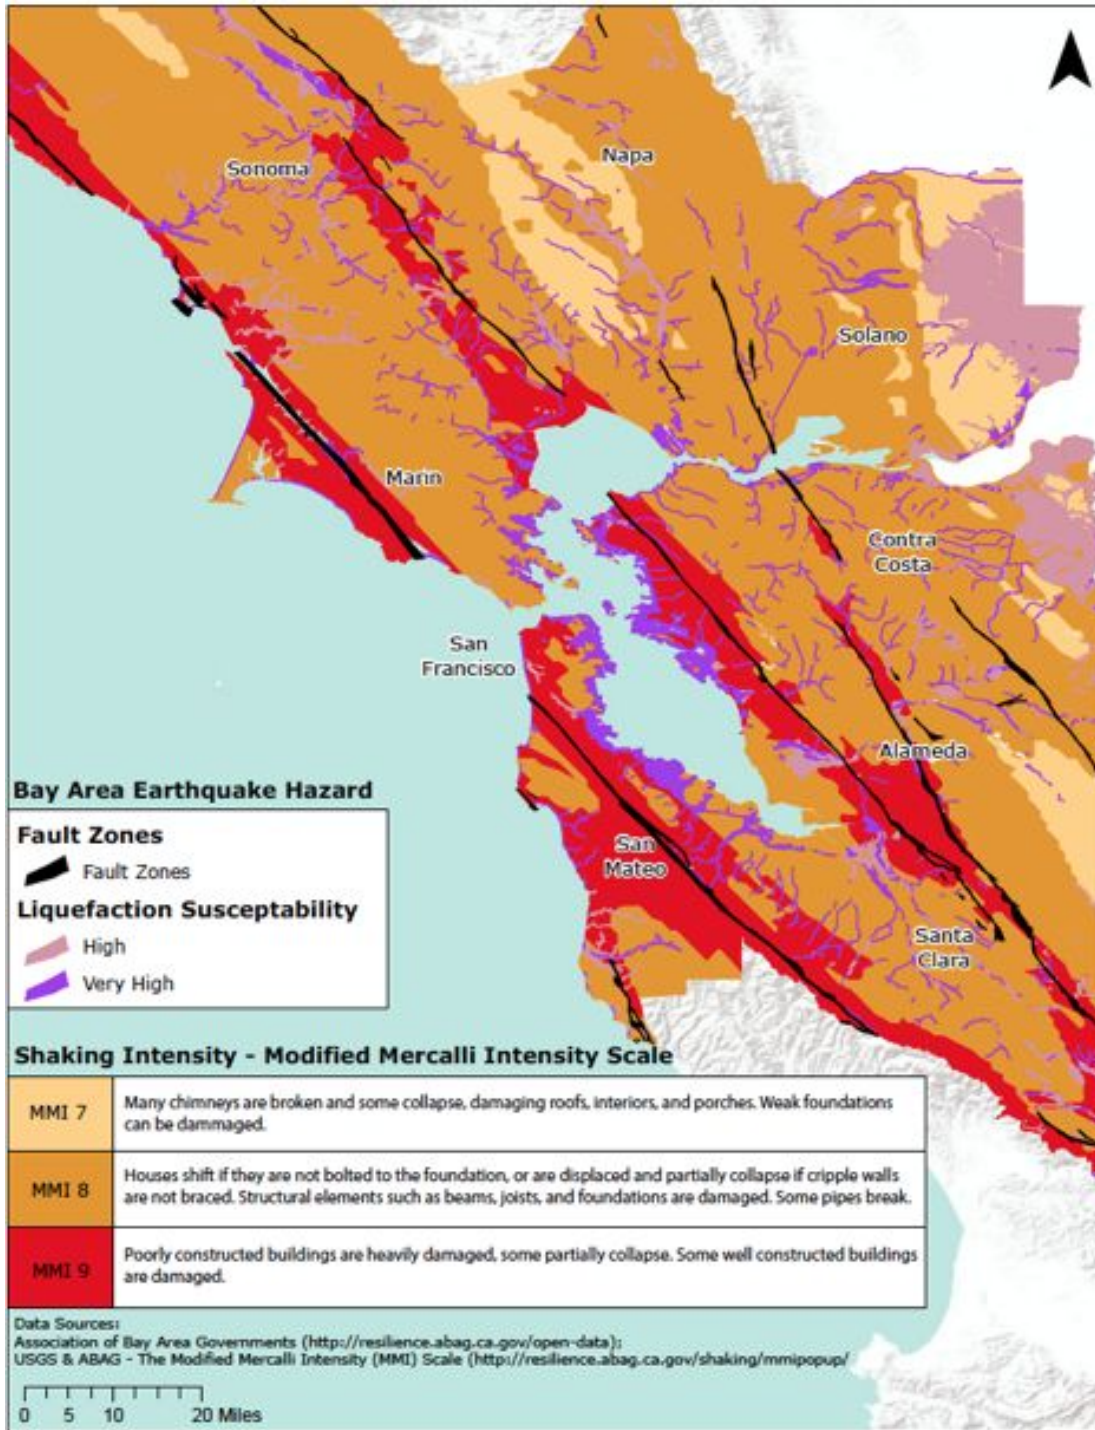 Sonoma
Napa
Solano
Marin
Contra
Costa
San
Francisco
Alameda
San
Mateo
Santa
Clara
Bay Area Earthquake Hazard
Fault Zones
Fault Zones
Liquefaction Susceptability
High
Very High
Shaking Intensity - Modified Mercalli Intensity Scale
MMI 7
Many chimneys are broken and some collapse, damaging roofs, interiors, and porches. Weak foundations
can be dammaged.
MMI 8
Houses shift if they are not bolted to the foundation, or are displaced and partially collapse if cripple walls
are not braced. Structural elements such as beams, joists, and foundations are damaged. Some pipes break.
MMI 9
Poorly constructed buildings are heavily damaged, some partially collapse. Some well constructed buildings
are damaged.
Data Sources:
Association of Bay Area Governments (http://resilience.abag.ca.gov/open-data);
USGS & ABAG - The Modified Mercalli Intensity (MMI) Scale (http://resilience.abag.ca.gov/shaking/mmipopup/
0 5 10 20 Miles